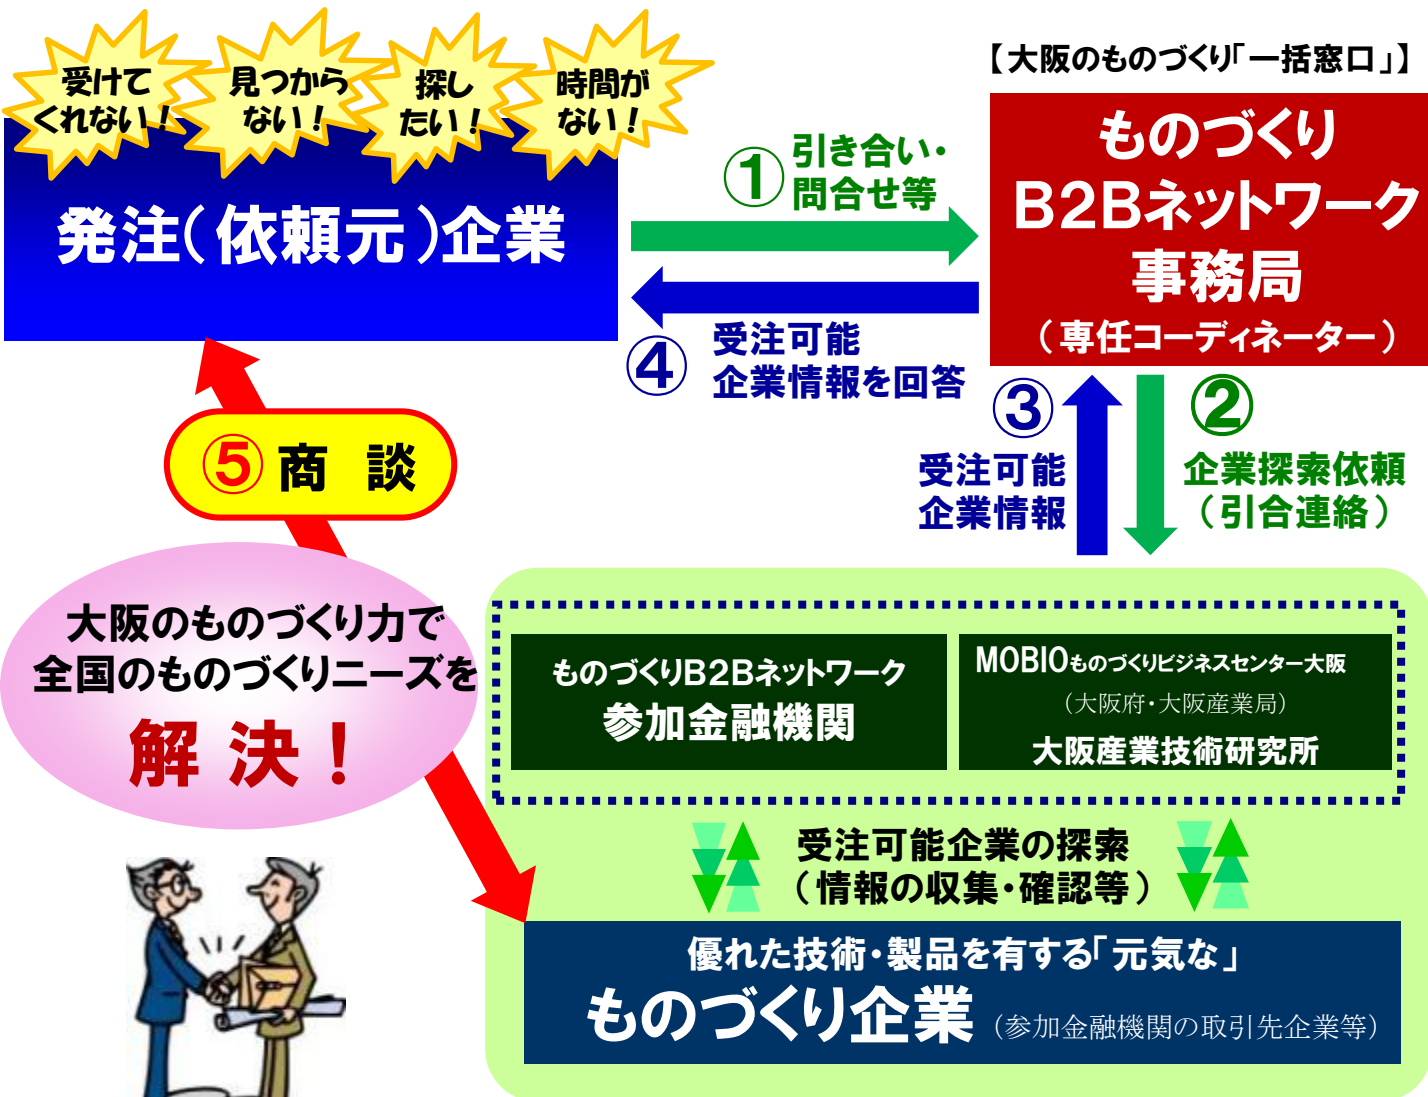 受けて
くれない！
見つから
ない！
探し
たい！
時間が
ない！
発注（依頼元）企業
①
引き合い・
問合せ等
【大阪のものづくり「一括窓口」】
ものづくり
B2Bネットワーク
事務局
（専任コーディネーター）
④
受注可能
企業情報を回答
③
受注可能
企業情報
②
企業探索依頼
（引合連絡）
⑤商　談
大阪のものづくり力で
全国のものづくりニーズを
解決！
ものづくりB2Bネットワーク
参加金融機関
MOBIOものづくりビジネスセンター大阪
（大阪府・大阪産業局）
大阪産業技術研究所
受注可能企業の探索
（情報の収集・確認等）
優れた技術・製品を有する「元気な」
ものづくり企業（参加金融機関の取引先企業等）